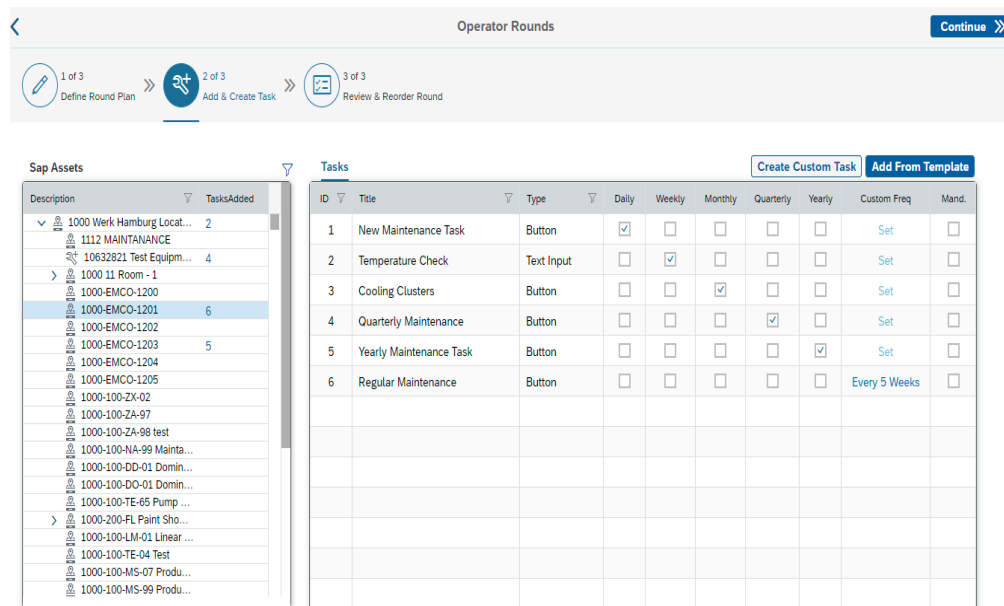 Operator Rounds
Continue
1 of 3
Define Round Plan
2 of 3
Add & Create Task
3 of 3
Review & Reorder Round
Sap Assets
Description TasksAdded
1000 Werk Hamburg Locat... 2
1112 MAINTANANCE
10632821 Test Equipm... 4
1000 11 Room - 1
1000-EMCO-1200
1000-EMCO-1201 6
1000-EMCO-1202
1000-EMCO-1203 5
1000-EMCO-1204
1000-EMCO-1205
1000-100-ZX-02
1000-100-ZA-97
1000-100-ZA-98 test
1000-100-NA-99 Mainta...
1000-100-DD-01 Domin...
1000-100-DO-01 Domin...
1000-100-TE-65 Pump ...
1000-200-FL Paint Sho...
1000-100-LM-01 Linear ...
1000-100-TE-04 Test
1000-100-MS-07 Produ...
1000-100-MS-99 Produ...
Tasks
Create Custom Task
Add From Template
ID Title Type Daily Weekly Monthly Quarterly Yearly Custom Freq Mand.
1 New Maintenance Task Button Set
2 Temperature Check Text Input Set
3 Cooling Clusters Button Set
4 Quarterly Maintenance Button Set
5 Yearly Maintenance Task Button Set
6 Regular Maintenance Button Every 5 Weeks